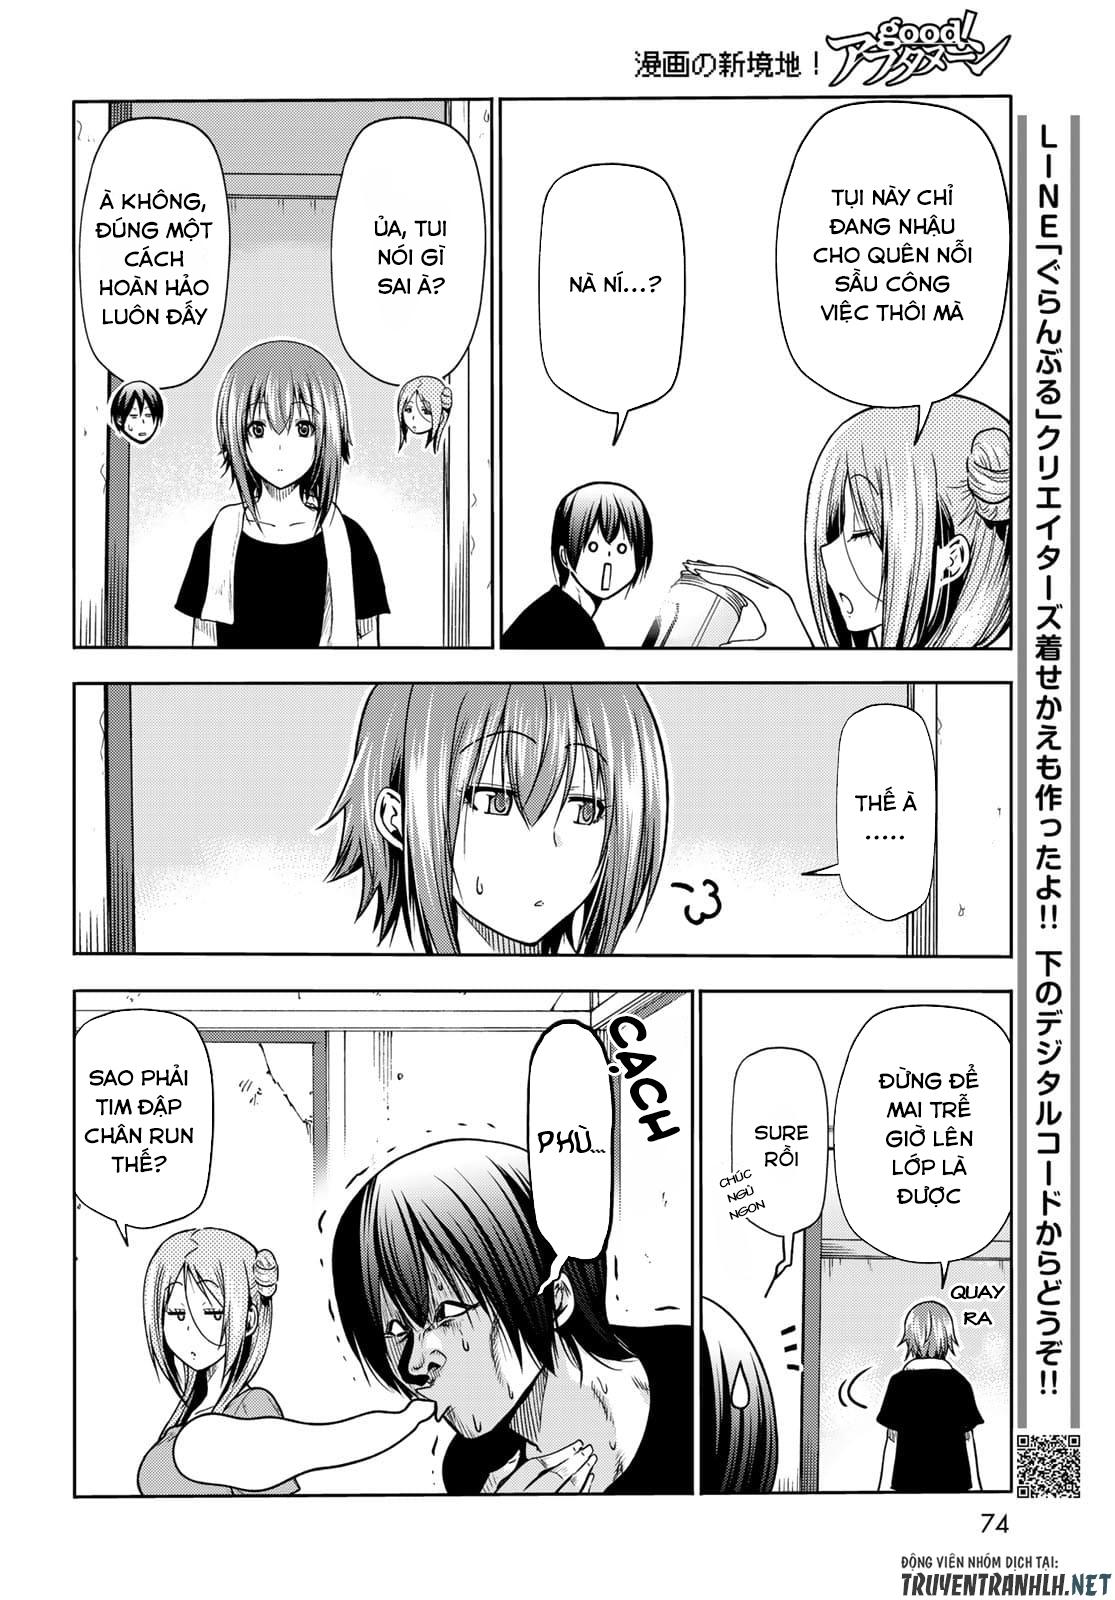 漫画の新境地！
good!
アフタヌーン
TỤI NÀY CHỈ
ĐANG NHẬU
CHO QUÊN NỖI
SẦU CÔNG
VIỆC THÔI MÀ
NÀ NÍ...?
ỦA, TUI
NÓI GÌ
SAI À?
À KHÔNG,
ĐÚNG MỘT
CÁCH
HOÀN HẢO
LUÔN ĐẤY
THẾ À
.....
ĐỪNG ĐỂ
MAI TRỄ
GIỜ LÊN
LỚP LÀ
ĐƯỢC
SURE
RỒI
CHÚC
NGỦ
NGON
QUAY
RA
CẠCH
PHÙ...
SAO PHẢI
TIM ĐẬP
CHÂN RUN
THẾ?
LINE「ぐらんぶる」クリエイターズ着せかえも作ったよ!! 下のデジタルコードからどうぞ!!
74
ĐỘNG VIÊN NHÓM DỊCH TẠI:
TRUYENTRANHLH.NET